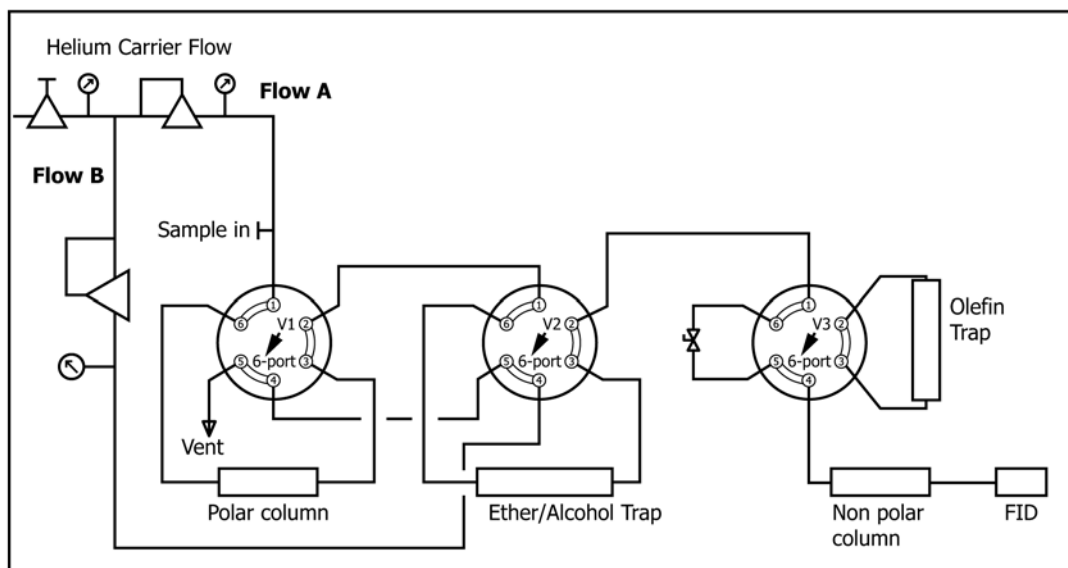 Helium Carrier Flow
Flow A
Flow B
Sample in
1
2
3
4
5
6
V1
6-port
1
2
3
4
5
6
V2
6-port
1
2
3
4
5
6
V3
6-port
Olefin
Trap
Vent
Polar column
Ether/Alcohol Trap
Non polar
column
FID